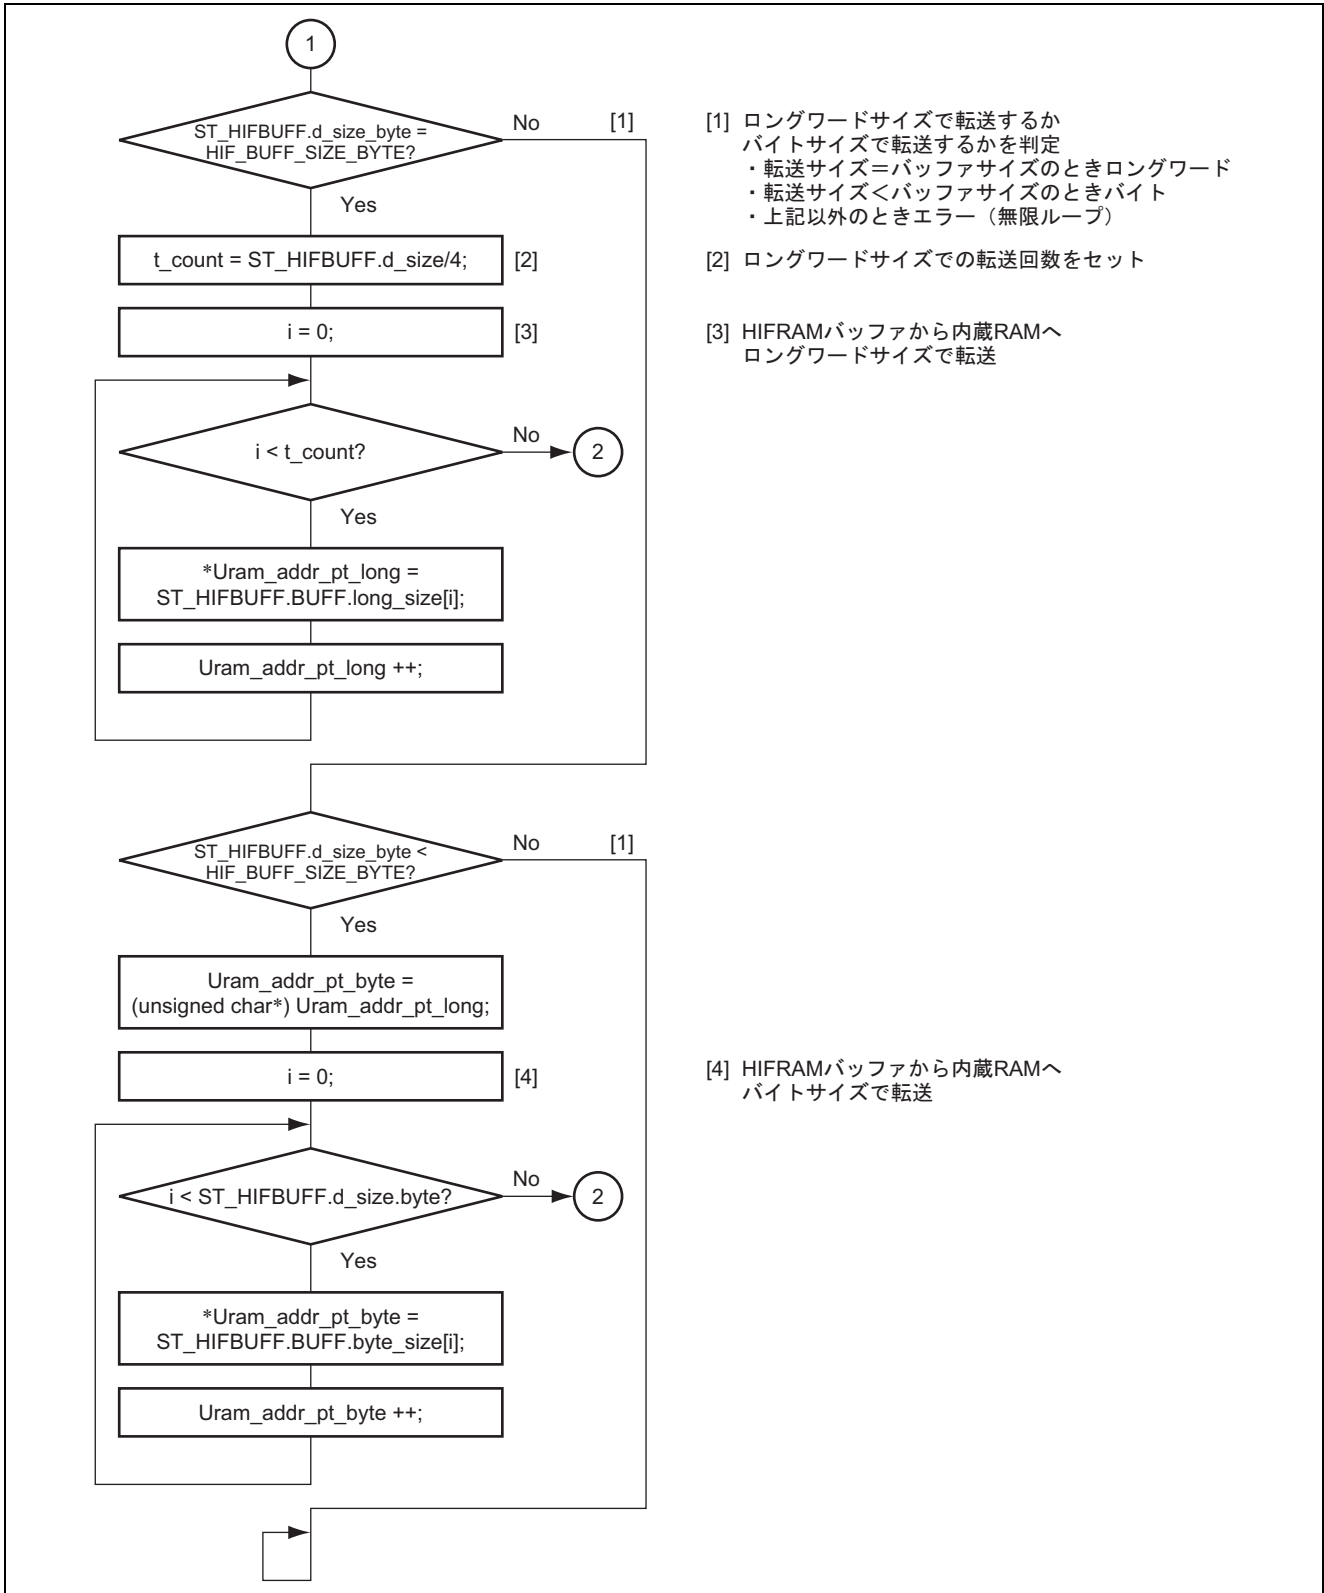 1
ST_HIFBUFF.d_size_byte =
HIF_BUFF_SIZE_BYTE?
No
[1]
Yes
t_count = ST_HIFBUFF.d_size/4;
[2]
i = 0;
[3]
i < t_count?
No
2
Yes
*Uram_addr_pt_long =
ST_HIFBUFF.BUFF.long_size[i];
Uram_addr_pt_long ++;
ST_HIFBUFF.d_size_byte <
HIF_BUFF_SIZE_BYTE?
No
[1]
Yes
Uram_addr_pt_byte =
(unsigned char*) Uram_addr_pt_long;
i = 0;
[4]
i < ST_HIFBUFF.d_size.byte?
No
2
Yes
*Uram_addr_pt_byte =
ST_HIFBUFF.BUFF.byte_size[i];
Uram_addr_pt_byte ++;
[1] ロングワードサイズで転送するか
バイトサイズで転送するかを判定
・転送サイズ＝バッファサイズのときロングワード
・転送サイズ＜バッファサイズのときバイト
・上記以外のときエラー（無限ループ）
[2] ロングワードサイズでの転送回数をセット
[3] HIFRAMバッファから内蔵RAMへ
ロングワードサイズで転送
[4] HIFRAMバッファから内蔵RAMへ
バイトサイズで転送